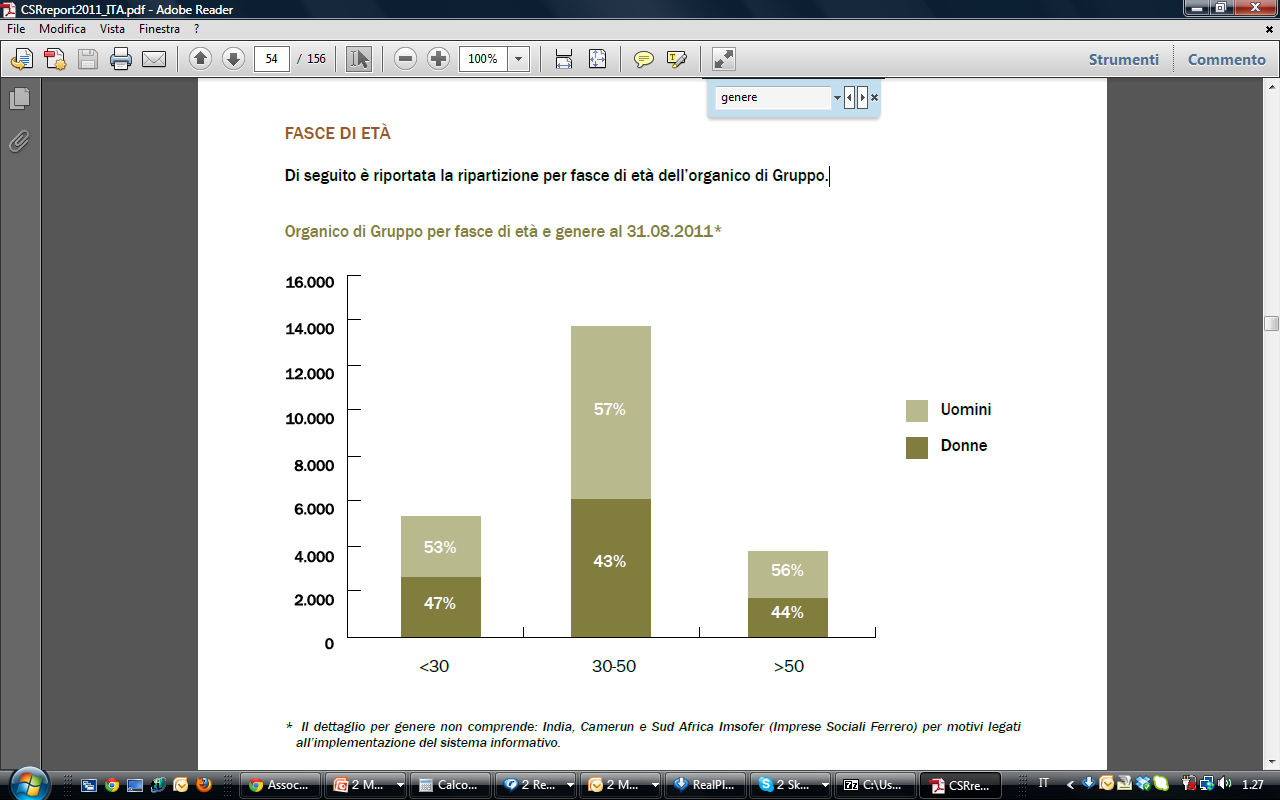 CSRreport2011_ITA.pdf - Adobe Reader
File Modifica Vista Finestra ?
54 / 156 100% Strumenti Commento
genere
FASCE DI ETÀ
Di seguito è riportata la ripartizione per fasce di età dell'organico di Gruppo.
Organico di Gruppo per fasce di età e genere al 31.08.2011*
16.000
14.000
12.000
10.000
8.000
6.000
4.000
2.000
0
57%
43%
53%
47%
56%
44%
Uomini
Donne
<30 30-50 >50
* Il dettaglio per genere non comprende: India, Camerun e Sud Africa Imsofer (Imprese Sociali Ferrero) per motivi legati
all'implementazione del sistema informativo.
Assoc... 2 M... Calco... 2 Re... 2 M... RealPl... 2 Sk... C:\Us... CSRre... IT 1.27